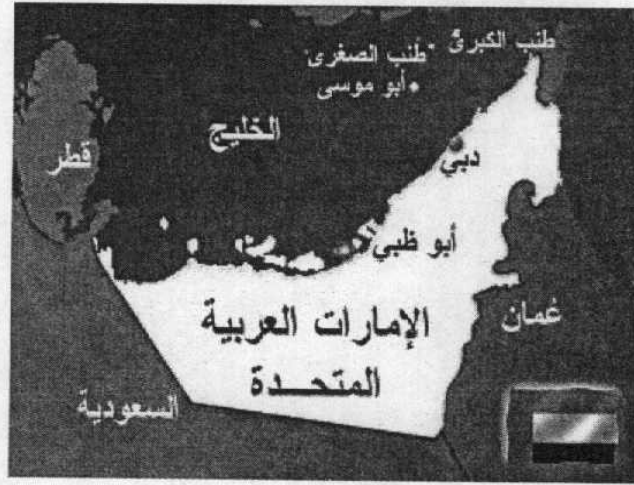 طنب الكبرى
طنب الصغرى
أبو موسى
الخليج
قطر
دبي
أبو ظبي
عُمان
الإمارات العربية
المتحدة
السعودية